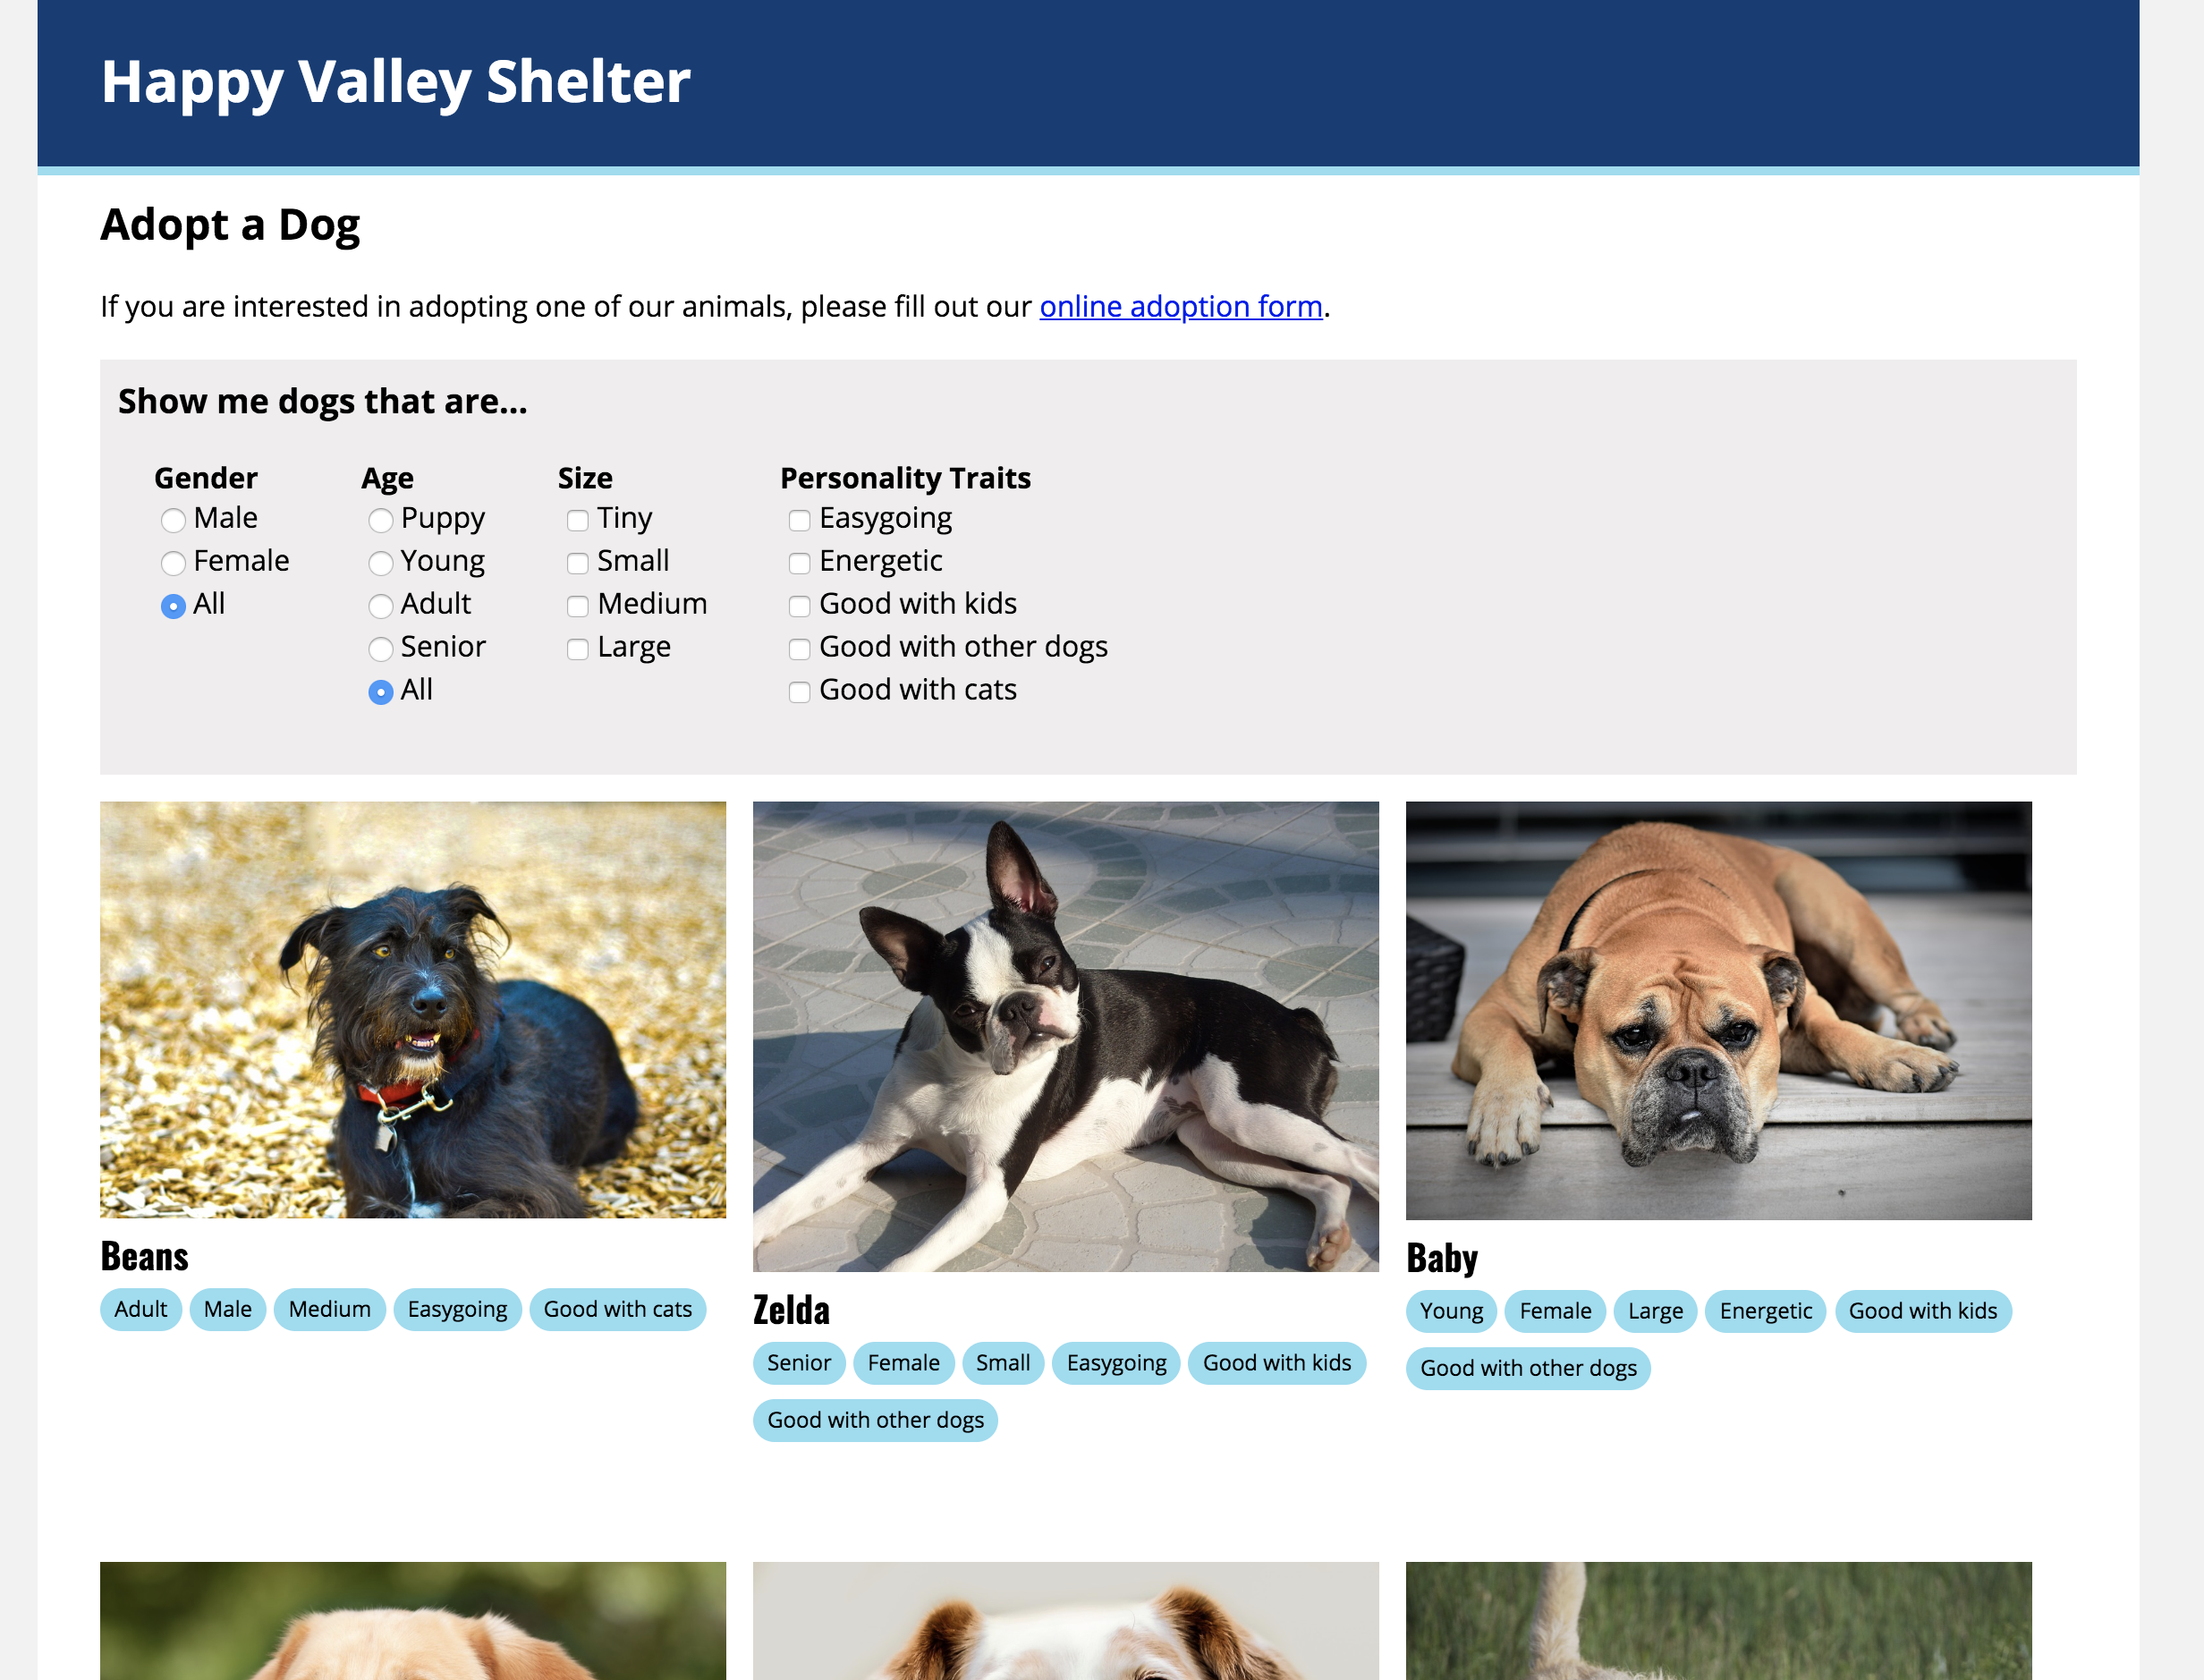 Happy Valley Shelter
Adopt a Dog
If you are interested in adopting one of our animals, please fill out our online adoption form.
Show me dogs that are...
Gender
Male
Female
All
Age
Puppy
Young
Adult
Senior
All
Size
Tiny
Small
Medium
Large
Personality Traits
Easygoing
Energetic
Good with kids
Good with other dogs
Good with cats
Beans
Adult Male Medium Easygoing Good with cats
Zelda
Senior Female Small Easygoing Good with kids
Good with other dogs
Baby
Young Female Large Energetic Good with kids
Good with other dogs